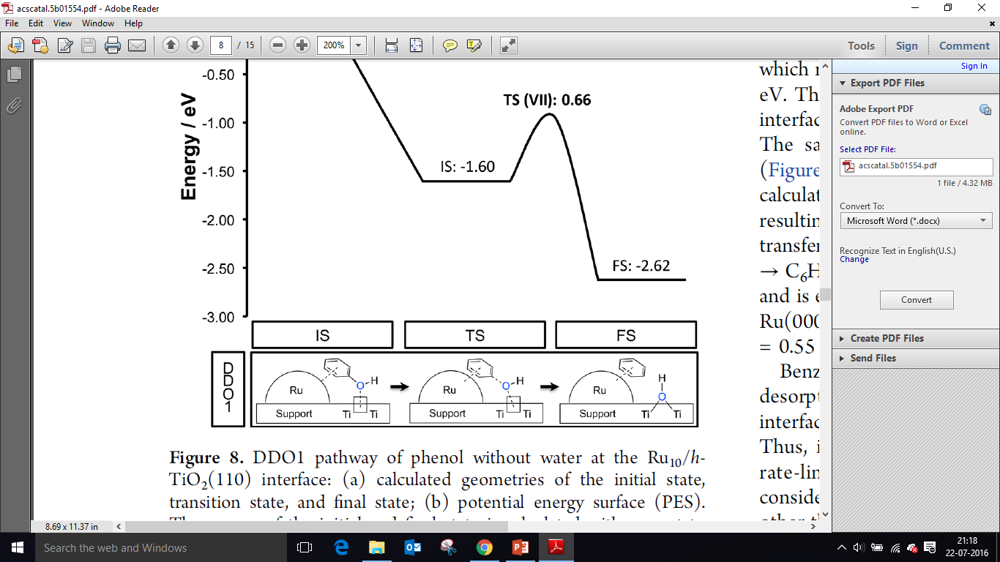 acscatal.5b01554.pdf - Adobe Reader
File Edit View Window Help
8 / 15 200% Tools Sign Comment
-0.50
-1.00
-1.50
-2.00
-2.50
-3.00
Energy / eV
TS (VII): 0.66
IS: -1.60
FS: -2.62
IS TS FS
DDO1
Ru O H Support Ti Ti
Ru O H Support Ti Ti
Ru H O Support Ti Ti
Figure 8. DDO1 pathway of phenol without water at the Ru10/h-
TiO2(110) interface: (a) calculated geometries of the initial state,
transition state, and final state; (b) potential energy surface (PES).
which
eV. Th
interfac
The sa
(Figure
calculat
resultin
transfer
→ C6H
and is e
Ru(000
= 0.55
Benz
desorpt
interfac
Thus, i
rate-lin
conside
8.69 x 11.37 in
Sign In
Export PDF Files
Adobe Export PDF
Convert PDF files to Word or Excel
online.
Select PDF File:
acscatal.5b01554.pdf
1 file / 4.32 MB
Convert To:
Microsoft Word (*.docx)
Recognize Text in English(U.S.)
Change
Convert
Create PDF Files
Send Files
Search the web and Windows
21:18
22-07-2016